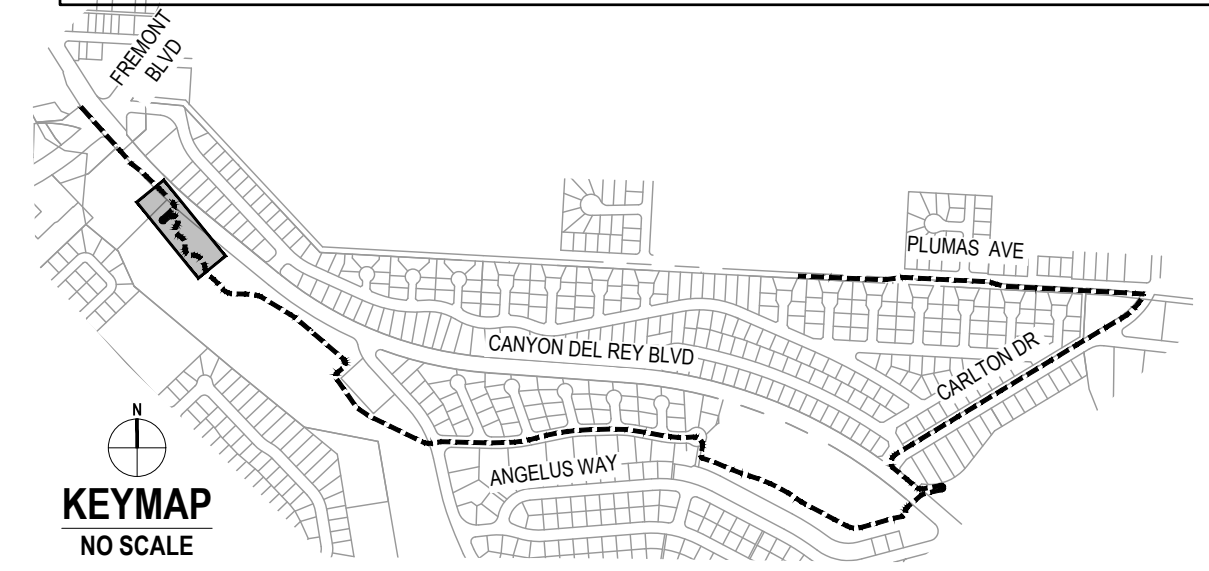 FREMONT
BLVD
PLUMAS AVE
CANYON DEL REY BLVD
CARLTON DR
ANGELUS WAY
N
KEYMAP
NO SCALE